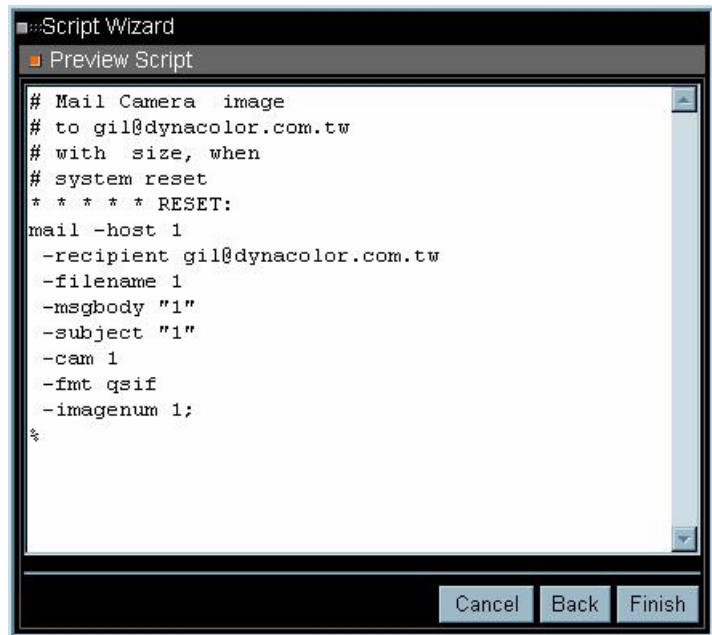 Script Wizard
Preview Script
# Mail Camera  image
# to gil@dynacolor.com.tw
# with  size, when
# system reset
* * * * * RESET:
mail -host 1
 -recipient gil@dynacolor.com.tw
 -filename 1
 -msgbody "1"
 -subject "1"
 -cam 1
 -fmt qsif
 -imagenum 1;
%
Cancel Back Finish